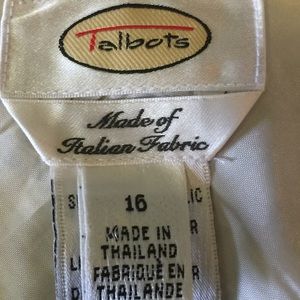 Talbots
Made of
Italian Fabric
16
MADE IN
THAILAND
FABRIQUÉ EN
THAILANDE